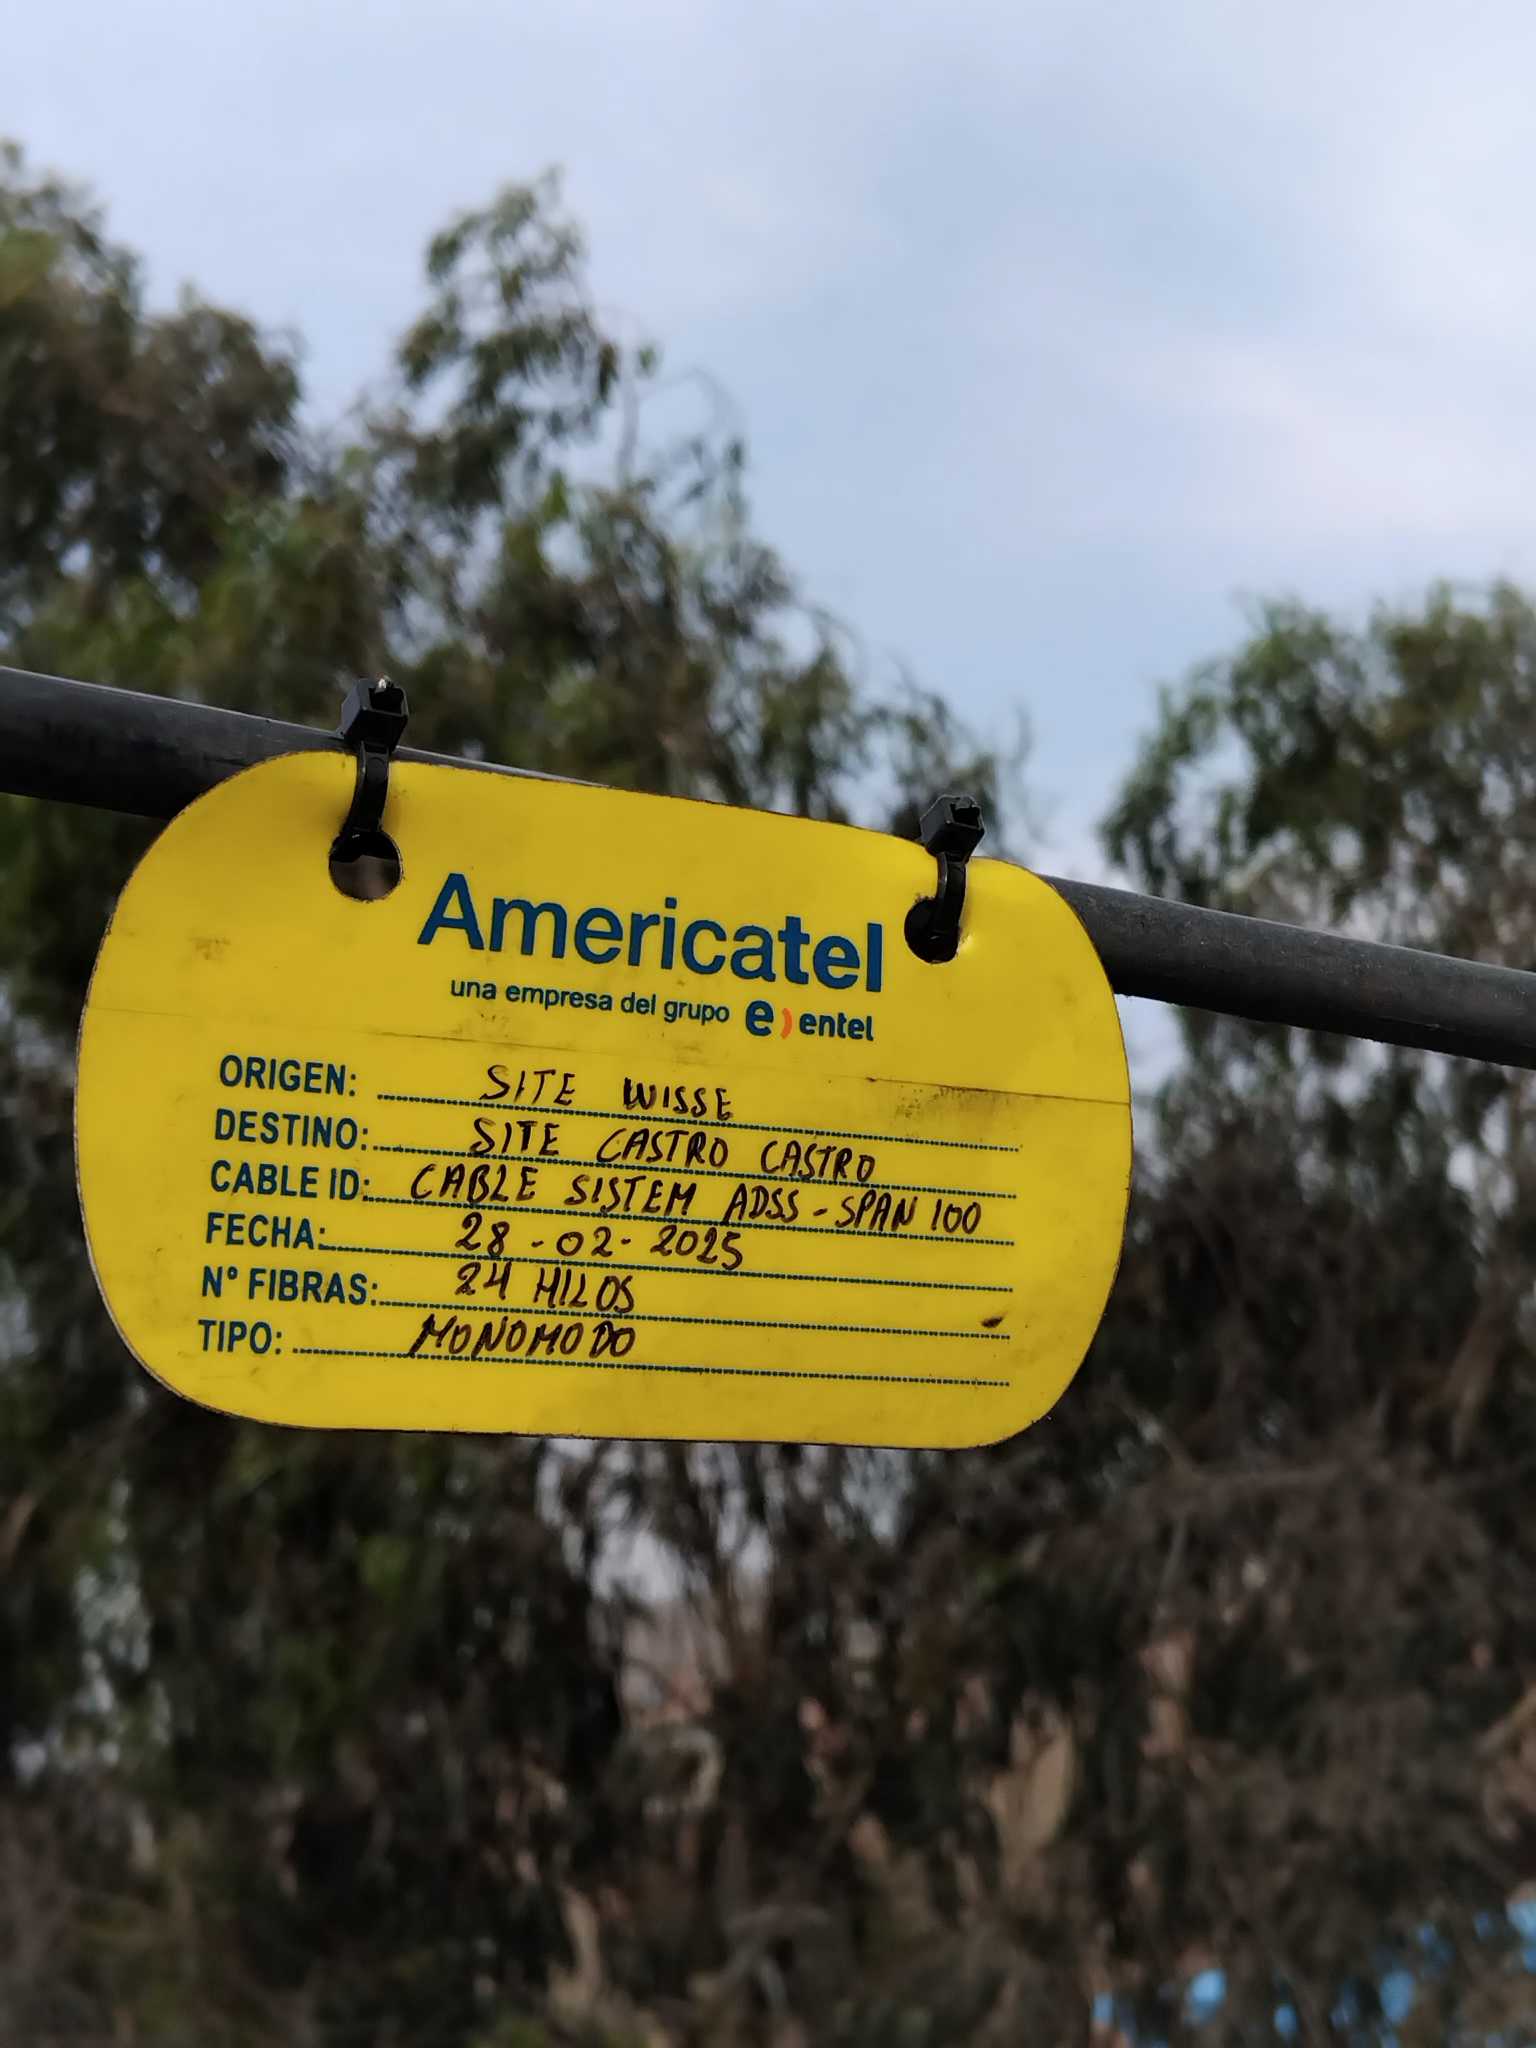 Americatel
una empresa del grupo e) entel
ORIGEN: SITE WISSE
DESTINO: SITE CASTRO CASTRO
CABLE ID: CABLE SISTEM ADSS - SPAN 100
FECHA: 28 - 02 - 2025
N° FIBRAS: 24 HILOS
TIPO: MONOMODO